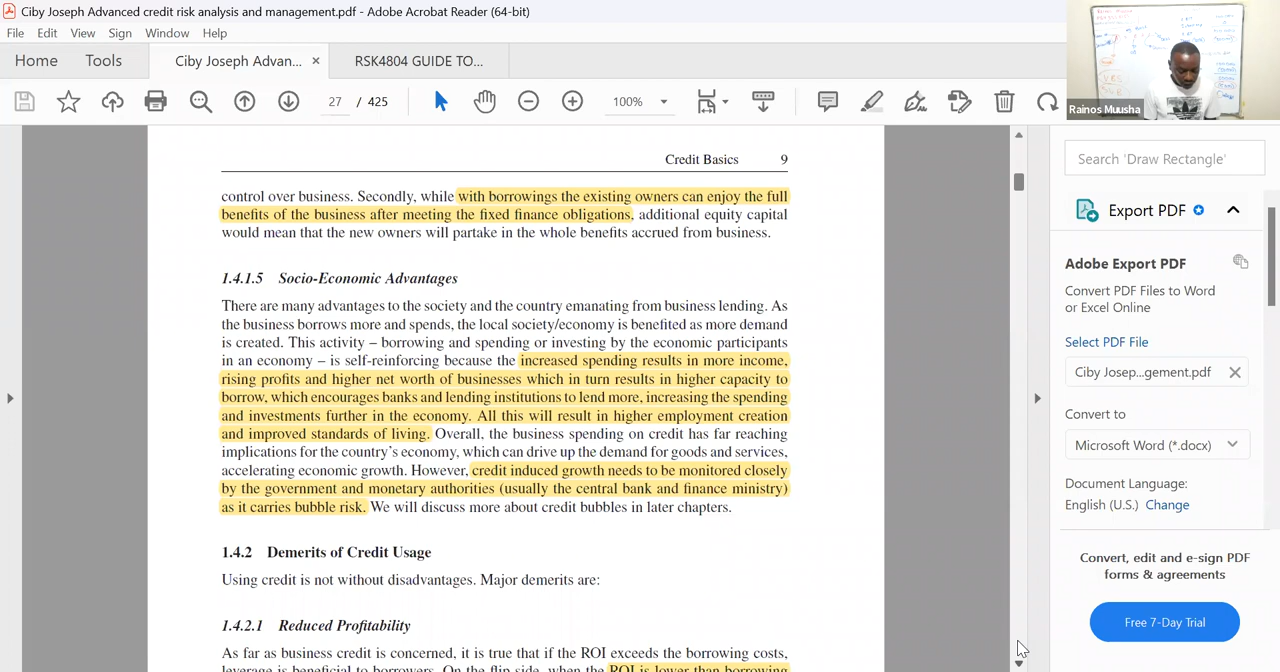 Ciby Joseph Advanced credit risk analysis and management.pdf - Adobe Acrobat Reader (64-bit)
File Edit View Sign Window Help
Home Tools Ciby Joseph Advan... × RSK4804 GUIDE TO...
27 / 425 100%
Rainos Muusha
Search 'Draw Rectangle'
Credit Basics 9
control over business. Secondly, while with borrowings the existing owners can enjoy the full
benefits of the business after meeting the fixed finance obligations, additional equity capital
would mean that the new owners will partake in the whole benefits accrued from business.
1.4.1.5 Socio-Economic Advantages
There are many advantages to the society and the country emanating from business lending. As
the business borrows more and spends, the local society/economy is benefited as more demand
is created. This activity – borrowing and spending or investing by the economic participants
in an economy – is self-reinforcing because the increased spending results in more income,
rising profits and higher net worth of businesses which in turn results in higher capacity to
borrow, which encourages banks and lending institutions to lend more, increasing the spending
and investments further in the economy. All this will result in higher employment creation
and improved standards of living. Overall, the business spending on credit has far reaching
implications for the country's economy, which can drive up the demand for goods and services,
accelerating economic growth. However, credit induced growth needs to be monitored closely
by the government and monetary authorities (usually the central bank and finance ministry)
as it carries bubble risk. We will discuss more about credit bubbles in later chapters.
1.4.2 Demerits of Credit Usage
Using credit is not without disadvantages. Major demerits are:
1.4.2.1 Reduced Profitability
As far as business credit is concerned, it is true that if the ROI exceeds the borrowing costs,
leverage is beneficial to borrowers. On the flip side, when the ROI is lower than borrowing
Export PDF
Adobe Export PDF
Convert PDF Files to Word
or Excel Online
Select PDF File
Ciby Josep...gement.pdf
Convert to
Microsoft Word (*.docx)
Document Language:
English (U.S.) Change
Convert, edit and e-sign PDF
forms & agreements
Free 7-Day Trial